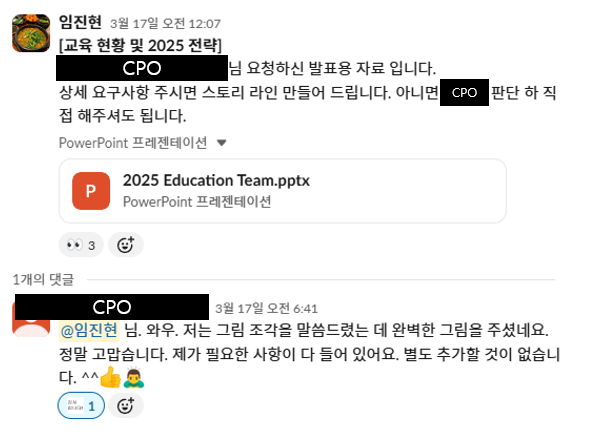 임진현 3월 17일 오전 12:07
[교육 현황 및 2025 전략]
CPO 님 요청하신 발표용 자료 입니다.
상세 요구사항 주시면 스토리 라인 만들어 드립니다. 아니면 CPO 판단 하 직
접 해주셔도 됩니다.
PowerPoint 프레젠테이션
P
2025 Education Team.pptx
PowerPoint 프레젠테이션
3
1개의 댓글
CPO 3월 17일 오전 6:41
@임진현 님. 와우. 저는 그림 조각을 말씀드렸는 데 완벽한 그림을 주셨네요.
정말 고맙습니다. 제가 필요한 사항이 다 들어 있어요. 별도 추가할 것이 없습니
다. ^^👍🙇‍♂️
1